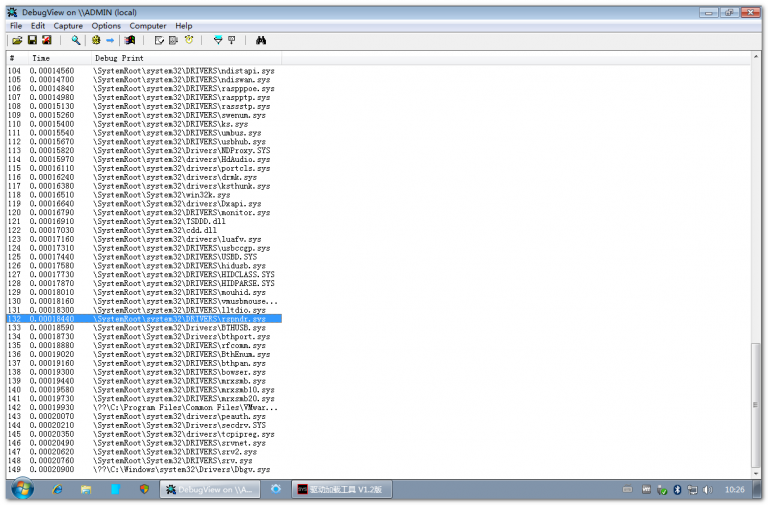 DebugView on \\ADMIN (local)
File Edit Capture Options Computer Help
# Time Debug Print
104 0.00014560 \SystemRoot\system32\DRIVERS\ndistapi.sys
105 0.00014700 \SystemRoot\system32\DRIVERS\ndiswan.sys
106 0.00014840 \SystemRoot\system32\DRIVERS\raspppoe.sys
107 0.00014980 \SystemRoot\system32\DRIVERS\raspptp.sys
108 0.00015130 \SystemRoot\system32\DRIVERS\rassstp.sys
109 0.00015260 \SystemRoot\system32\DRIVERS\swenum.sys
110 0.00015400 \SystemRoot\system32\DRIVERS\ks.sys
111 0.00015540 \SystemRoot\system32\DRIVERS\umbus.sys
112 0.00015670 \SystemRoot\system32\DRIVERS\usbhub.sys
113 0.00015820 \SystemRoot\System32\Drivers\NDProxy.SYS
114 0.00015970 \SystemRoot\system32\drivers\HdAudio.sys
115 0.00016110 \SystemRoot\system32\drivers\portcls.sys
116 0.00016240 \SystemRoot\system32\drivers\drmk.sys
117 0.00016380 \SystemRoot\system32\drivers\ksthunk.sys
118 0.00016510 \SystemRoot\System32\win32k.sys
119 0.00016640 \SystemRoot\System32\drivers\Dxapi.sys
120 0.00016790 \SystemRoot\system32\DRIVERS\monitor.sys
121 0.00016910 \SystemRoot\System32\TSDDD.dll
122 0.00017030 \SystemRoot\System32\cdd.dll
123 0.00017160 \SystemRoot\system32\drivers\luafv.sys
124 0.00017310 \SystemRoot\system32\DRIVERS\usbccgp.sys
125 0.00017440 \SystemRoot\system32\DRIVERS\USBD.SYS
126 0.00017580 \SystemRoot\system32\DRIVERS\hidusb.sys
127 0.00017730 \SystemRoot\system32\DRIVERS\HIDCLASS.SYS
128 0.00017870 \SystemRoot\system32\DRIVERS\HIDPARSE.SYS
129 0.00018010 \SystemRoot\system32\DRIVERS\mouhid.sys
130 0.00018160 \SystemRoot\system32\DRIVERS\vmusbmouse...
131 0.00018300 \SystemRoot\system32\DRIVERS\lltdio.sys
132 0.00018440 \SystemRoot\system32\DRIVERS\rspndr.sys
133 0.00018590 \SystemRoot\System32\Drivers\BTHUSB.sys
134 0.00018730 \SystemRoot\System32\Drivers\bthport.sys
135 0.00018880 \SystemRoot\system32\DRIVERS\rfcomm.sys
136 0.00019020 \SystemRoot\system32\DRIVERS\BthEnum.sys
137 0.00019160 \SystemRoot\system32\DRIVERS\bthpan.sys
138 0.00019300 \SystemRoot\system32\DRIVERS\bowser.sys
139 0.00019440 \SystemRoot\system32\DRIVERS\mrxsmb.sys
140 0.00019580 \SystemRoot\system32\DRIVERS\mrxsmb10.sys
141 0.00019730 \SystemRoot\system32\DRIVERS\mrxsmb20.sys
142 0.00019930 \??\C:\Program Files\Common Files\VMwar...
143 0.00020070 \SystemRoot\system32\drivers\peauth.sys
144 0.00020210 \SystemRoot\System32\Drivers\secdrv.SYS
145 0.00020350 \SystemRoot\System32\drivers\tcpipreg.sys
146 0.00020490 \SystemRoot\System32\DRIVERS\srvnet.sys
147 0.00020620 \SystemRoot\System32\DRIVERS\srv2.sys
148 0.00020760 \SystemRoot\System32\DRIVERS\srv.sys
149 0.00020900 \??\C:\Windows\system32\Drivers\Dbgv.sys
DebugView on \\A... 驱动加载工具 V1.2版 10:26